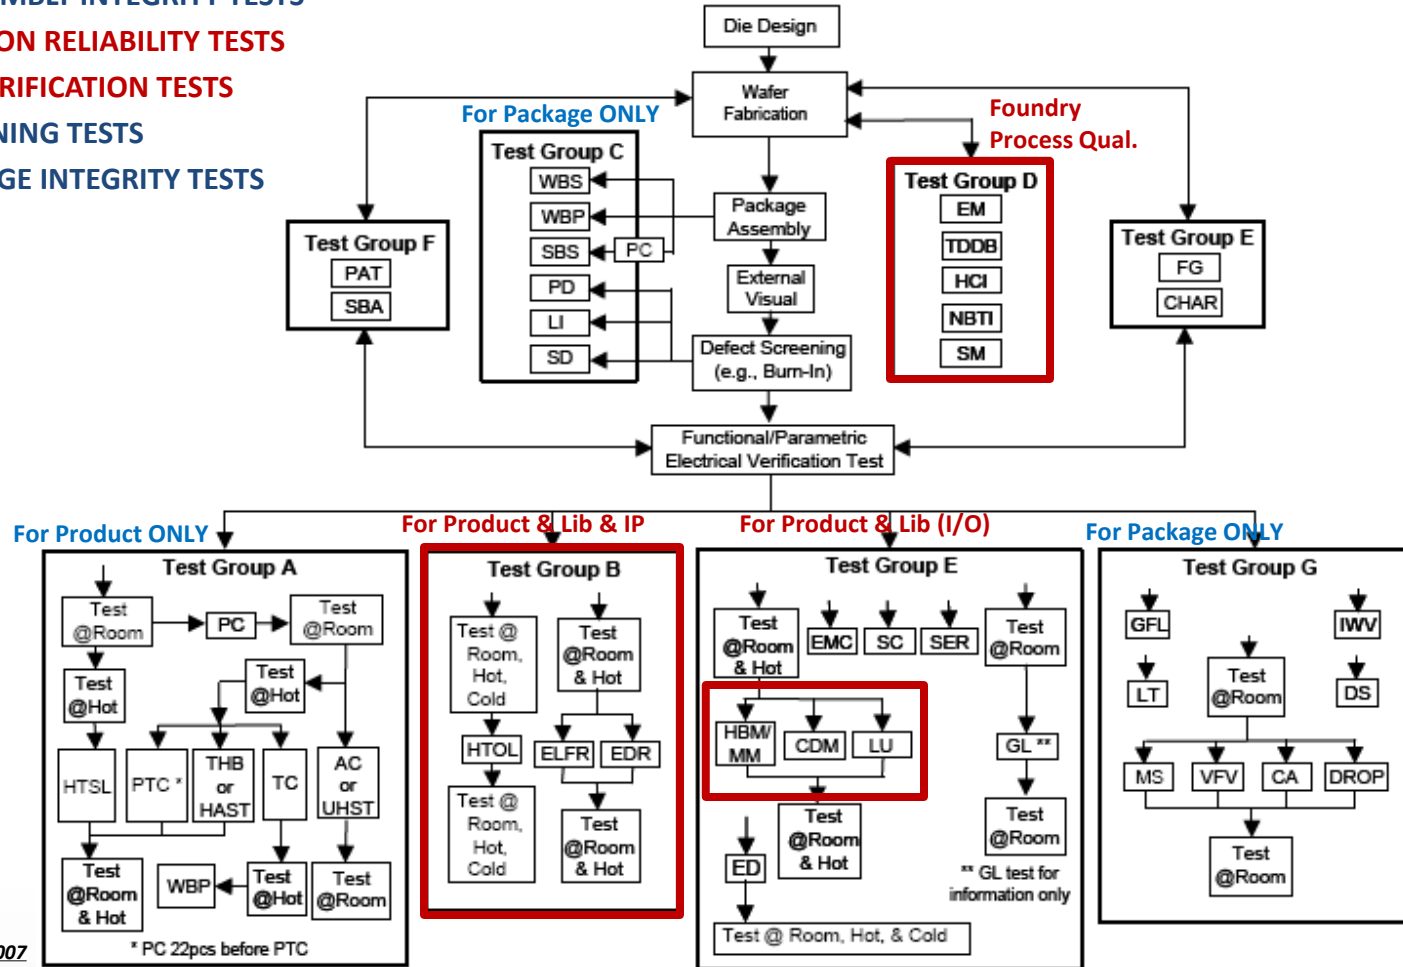 MBLY INTEGRITY TESTS
ON RELIABILITY TESTS
RIFICATION TESTS
NING TESTS
GE INTEGRITY TESTS
Die Design
Wafer
Fabrication
For Package ONLY
Foundry
Process Qual.
Test Group C
WBS
WBP
SBS
PC
PD
LI
SD
Package
Assembly
External
Visual
Defect Screening
(e.g., Burn-In)
Test Group D
EM
TDDB
HCI
NBTI
SM
Test Group F
PAT
SBA
Test Group E
FG
CHAR
Functional/Parametric
Electrical Verification Test
For Product ONLY
Test Group A
Test
@Room
PC
Test
@Room
Test
@Hot
Test
@Hot
HTSL
PTC *
THB
or
HAST
TC
AC
or
UHST
Test
@Room
& Hot
WBP
Test
@Hot
Test
@Room
* PC 22pcs before PTC
For Product & Lib & IP
Test Group B
Test @
Room,
Hot,
Cold
Test
@Room
& Hot
HTOL
ELFR
EDR
Test @
Room,
Hot,
Cold
Test
@Room
& Hot
For Product & Lib (I/O)
Test Group E
Test
@Room
& Hot
EMC
SC
SER
Test
@Room
HBM/
MM
CDM
LU
GL **
Test
@Room
& Hot
Test
@Room
ED
** GL test for
information only
Test @ Room, Hot, & Cold
For Package ONLY
Test Group G
GFL
IWV
LT
Test
@Room
DS
MS
VFV
CA
DROP
Test
@Room
007